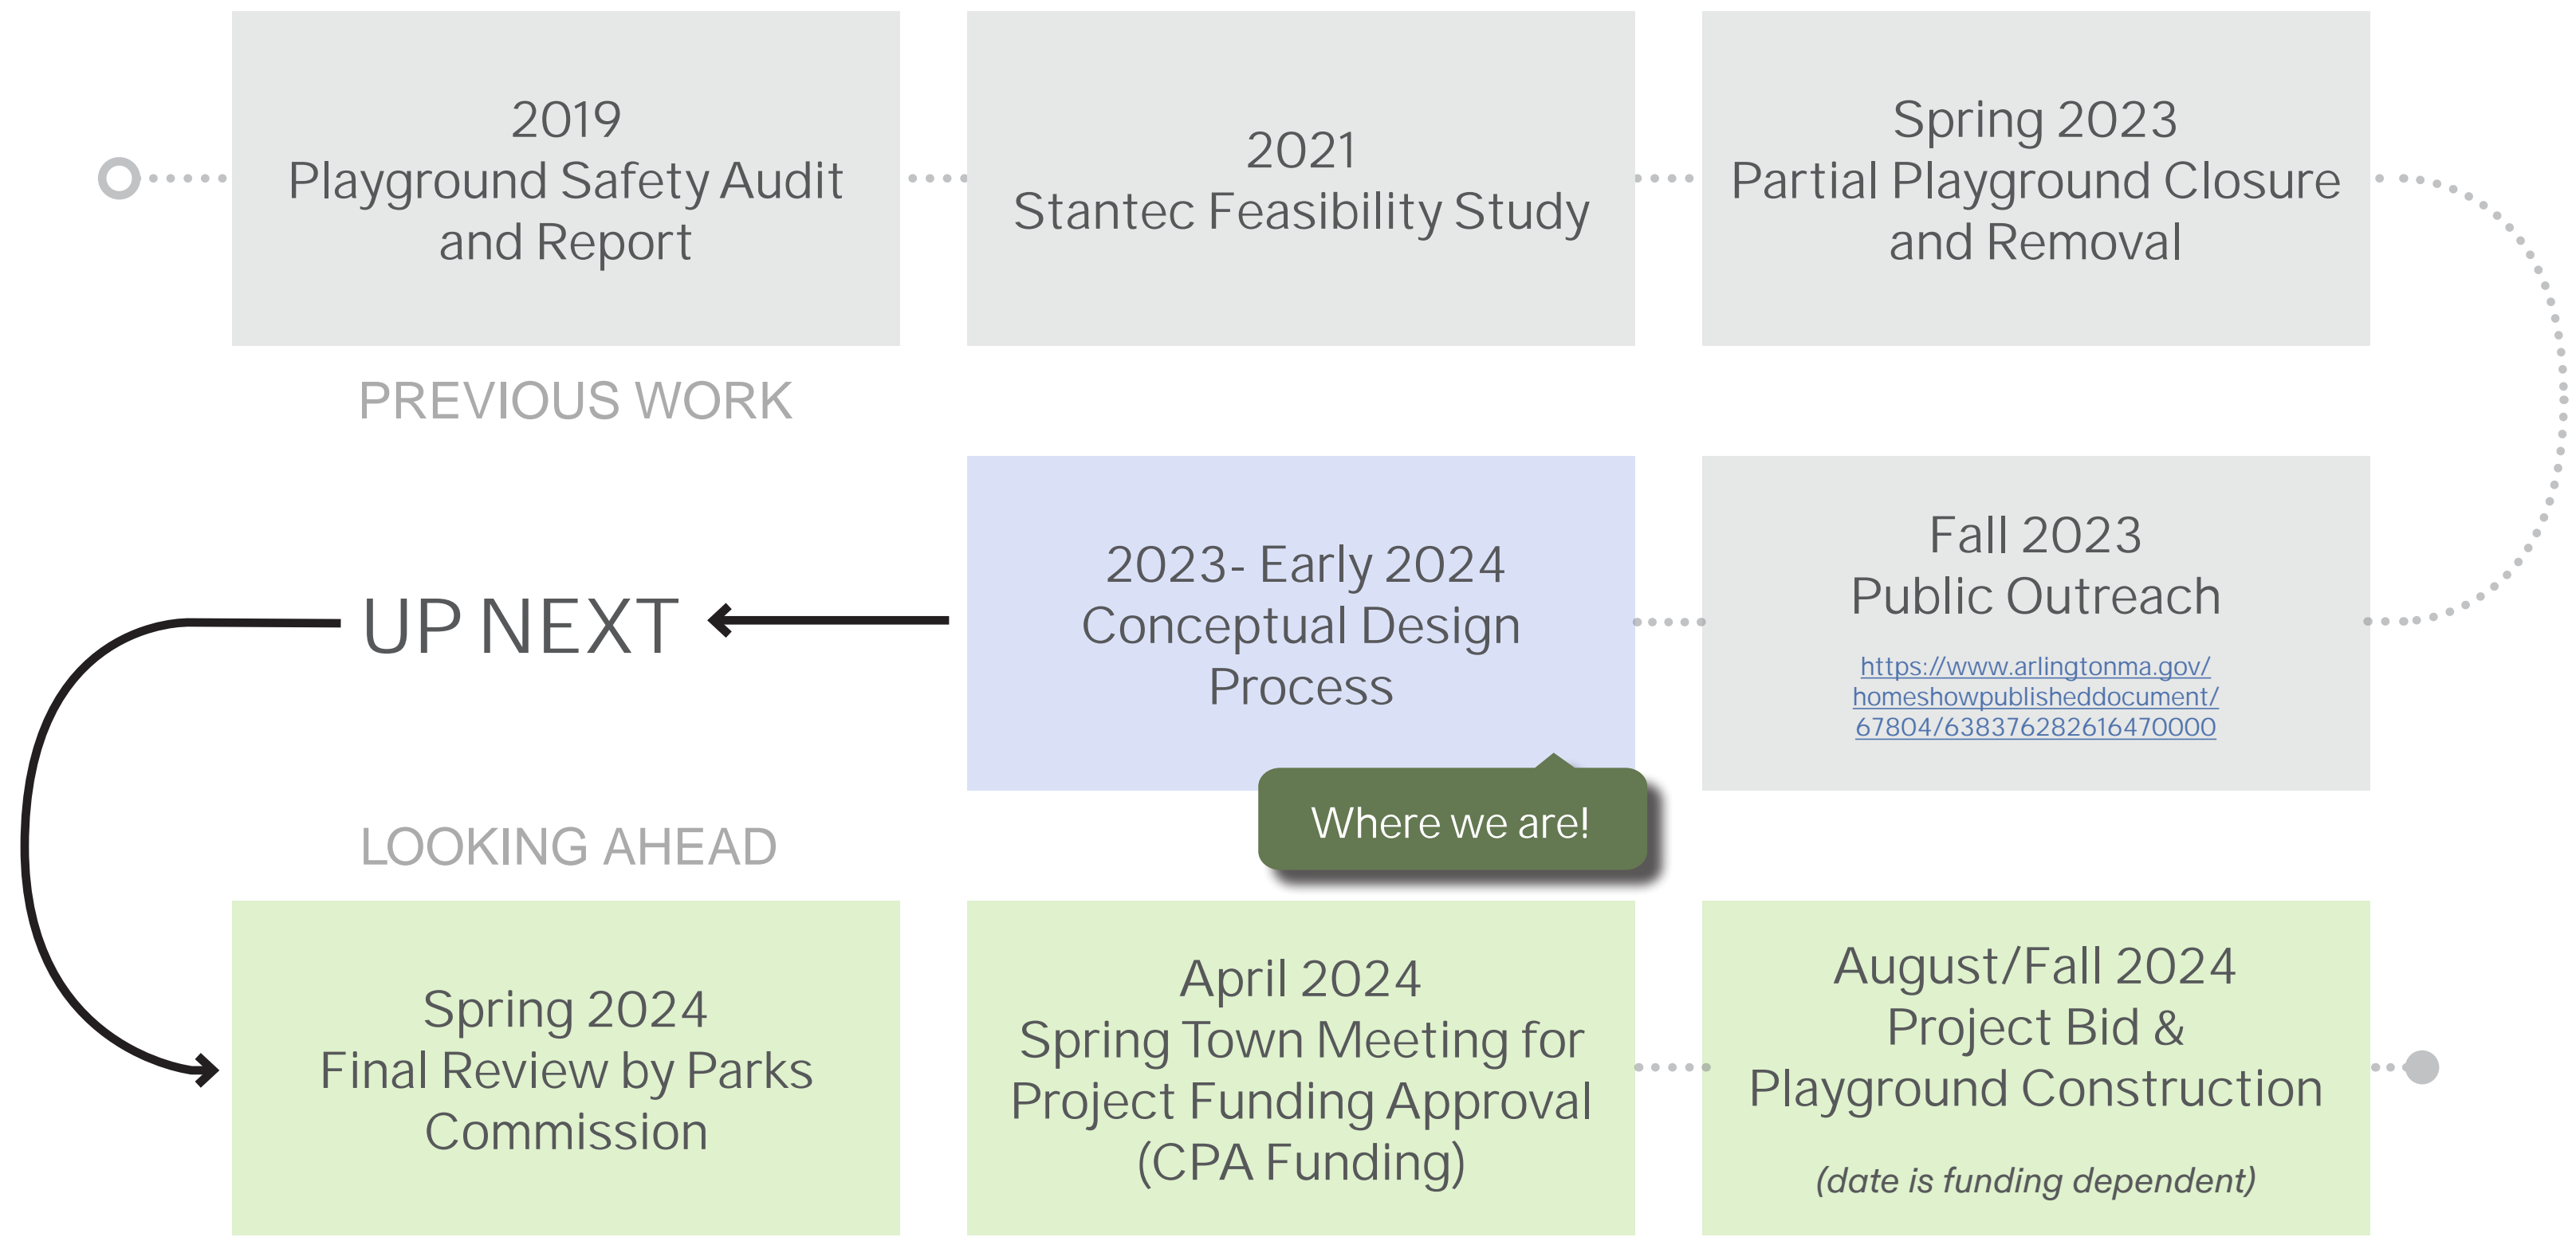 2019
Playground Safety Audit
and Report
2021
Stantec Feasibility Study
Spring 2023
Partial Playground Closure
and Removal
PREVIOUS WORK
Fall 2023
Public Outreach
https://www.arlingtonma.gov/
homeshowpublisheddocument/
67804/638376282616470000
2023- Early 2024
Conceptual Design
Process
Where we are!
UP NEXT
LOOKING AHEAD
Spring 2024
Final Review by Parks
Commission
April 2024
Spring Town Meeting for
Project Funding Approval
(CPA Funding)
August/Fall 2024
Project Bid &
Playground Construction
(date is funding dependent)